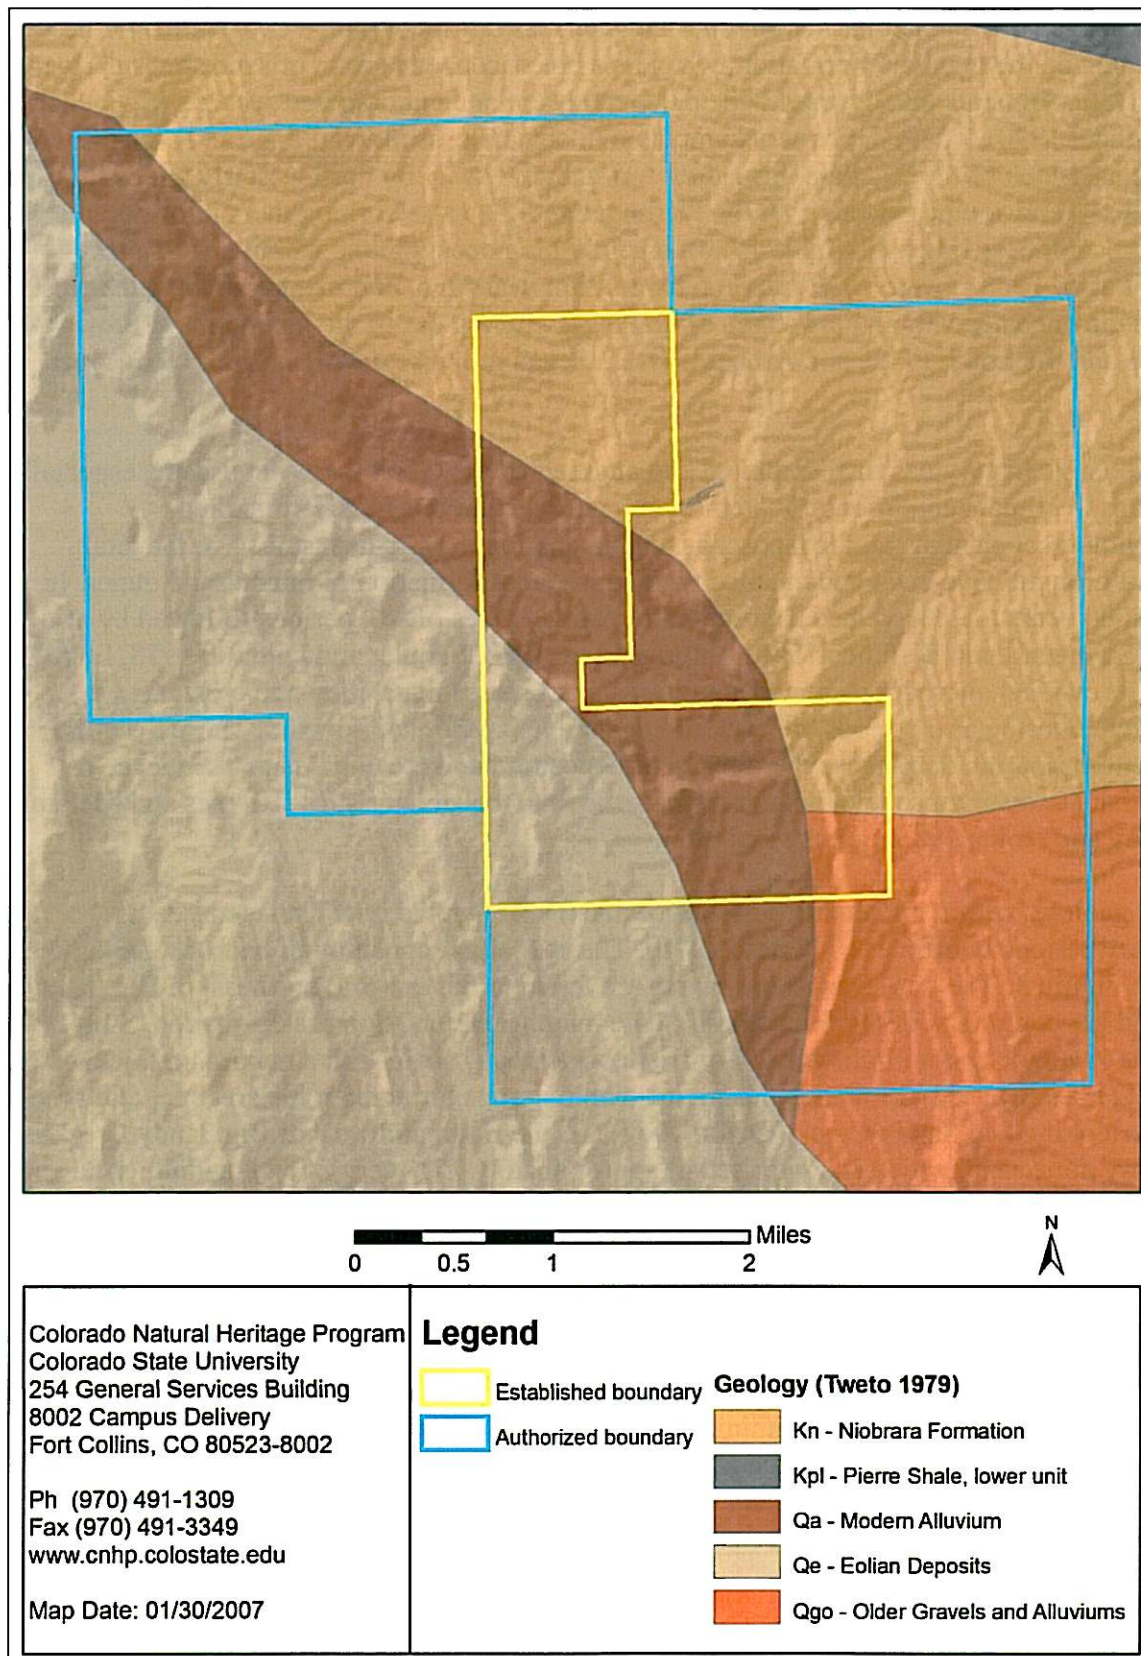 Miles
0 0.5 1 2
N
Colorado Natural Heritage Program
Colorado State University
254 General Services Building
8002 Campus Delivery
Fort Collins, CO 80523-8002
Ph (970) 491-1309
Fax (970) 491-3349
www.cnhp.colostate.edu
Map Date: 01/30/2007
Legend
Established boundary
Authorized boundary
Geology (Tweto 1979)
Kn - Niobrara Formation
Kpl - Pierre Shale, lower unit
Qa - Modern Alluvium
Qe - Eolian Deposits
Qgo - Older Gravels and Alluviums